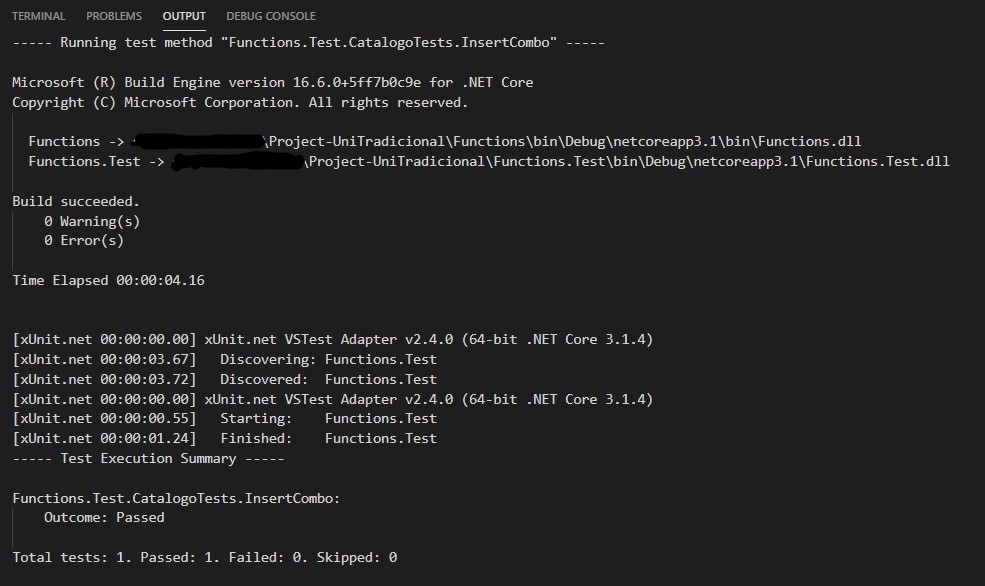 TERMINAL PROBLEMS OUTPUT DEBUG CONSOLE
----- Running test method "Functions.Test.CatalogoTests.InsertCombo" -----
Microsoft (R) Build Engine version 16.6.0+5ff7b0c9e for .NET Core
Copyright (C) Microsoft Corporation. All rights reserved.
Functions -> \Project-UniTradicional\Functions\bin\Debug\netcoreapp3.1\bin\Functions.dll
Functions.Test -> \Project-UniTradicional\Functions.Test\bin\Debug\netcoreapp3.1\Functions.Test.dll
Build succeeded.
0 Warning(s)
0 Error(s)
Time Elapsed 00:00:04.16
[xUnit.net 00:00:00.00] xUnit.net VSTest Adapter v2.4.0 (64-bit .NET Core 3.1.4)
[xUnit.net 00:00:03.67]   Discovering: Functions.Test
[xUnit.net 00:00:03.72]   Discovered:  Functions.Test
[xUnit.net 00:00:00.00] xUnit.net VSTest Adapter v2.4.0 (64-bit .NET Core 3.1.4)
[xUnit.net 00:00:00.55]   Starting:    Functions.Test
[xUnit.net 00:00:01.24]   Finished:    Functions.Test
----- Test Execution Summary -----
Functions.Test.CatalogoTests.InsertCombo:
Outcome: Passed
Total tests: 1. Passed: 1. Failed: 0. Skipped: 0